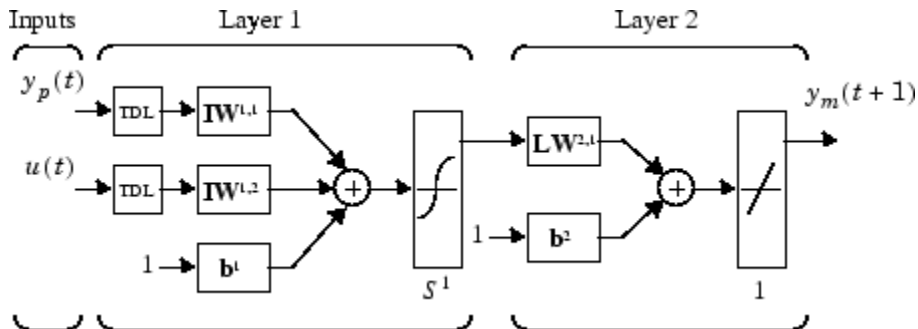 Inputs Layer 1 Layer 2
y_p(t) TDL IW^{1,1} y_m(t+1)
LW^{2,1}
u(t) TDL IW^{1,2} + +
1 b^1 1 b^2
S^1 1